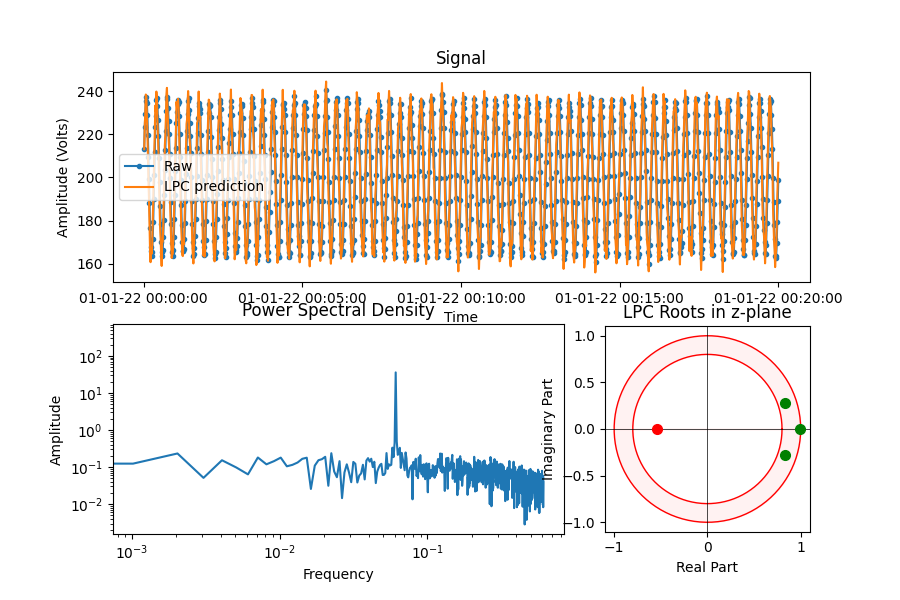 Signal
Amplitude (Volts)
240
220
200
180
160
Raw
LPC prediction
01-01-22 00:00:00 01-01-22 00:05:00 01-01-22 00:10:00 01-01-22 00:15:00 01-01-22 00:20:00
Time
Power Spectral Density
Amplitude
10²
10¹
10⁰
10⁻¹
10⁻²
10⁻³ 10⁻² 10⁻¹
Frequency
LPC Roots in z-plane
Imaginary Part
1.0
0.5
0.0
−0.5
−1.0
−1 0 1
Real Part